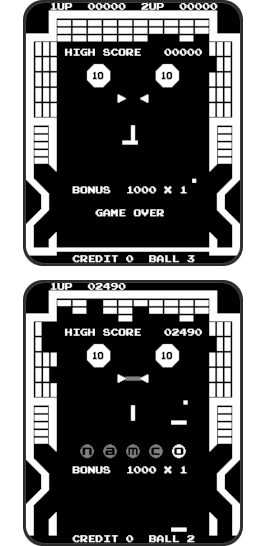 1UP 00000 2UP 00000
HIGH SCORE 00000
10 10
BONUS 1000 X 1
GAME OVER
CREDIT 0 BALL 3
1UP 02490
HIGH SCORE 02490
10 10
namco
BONUS 1000 X 1
CREDIT 0 BALL 2